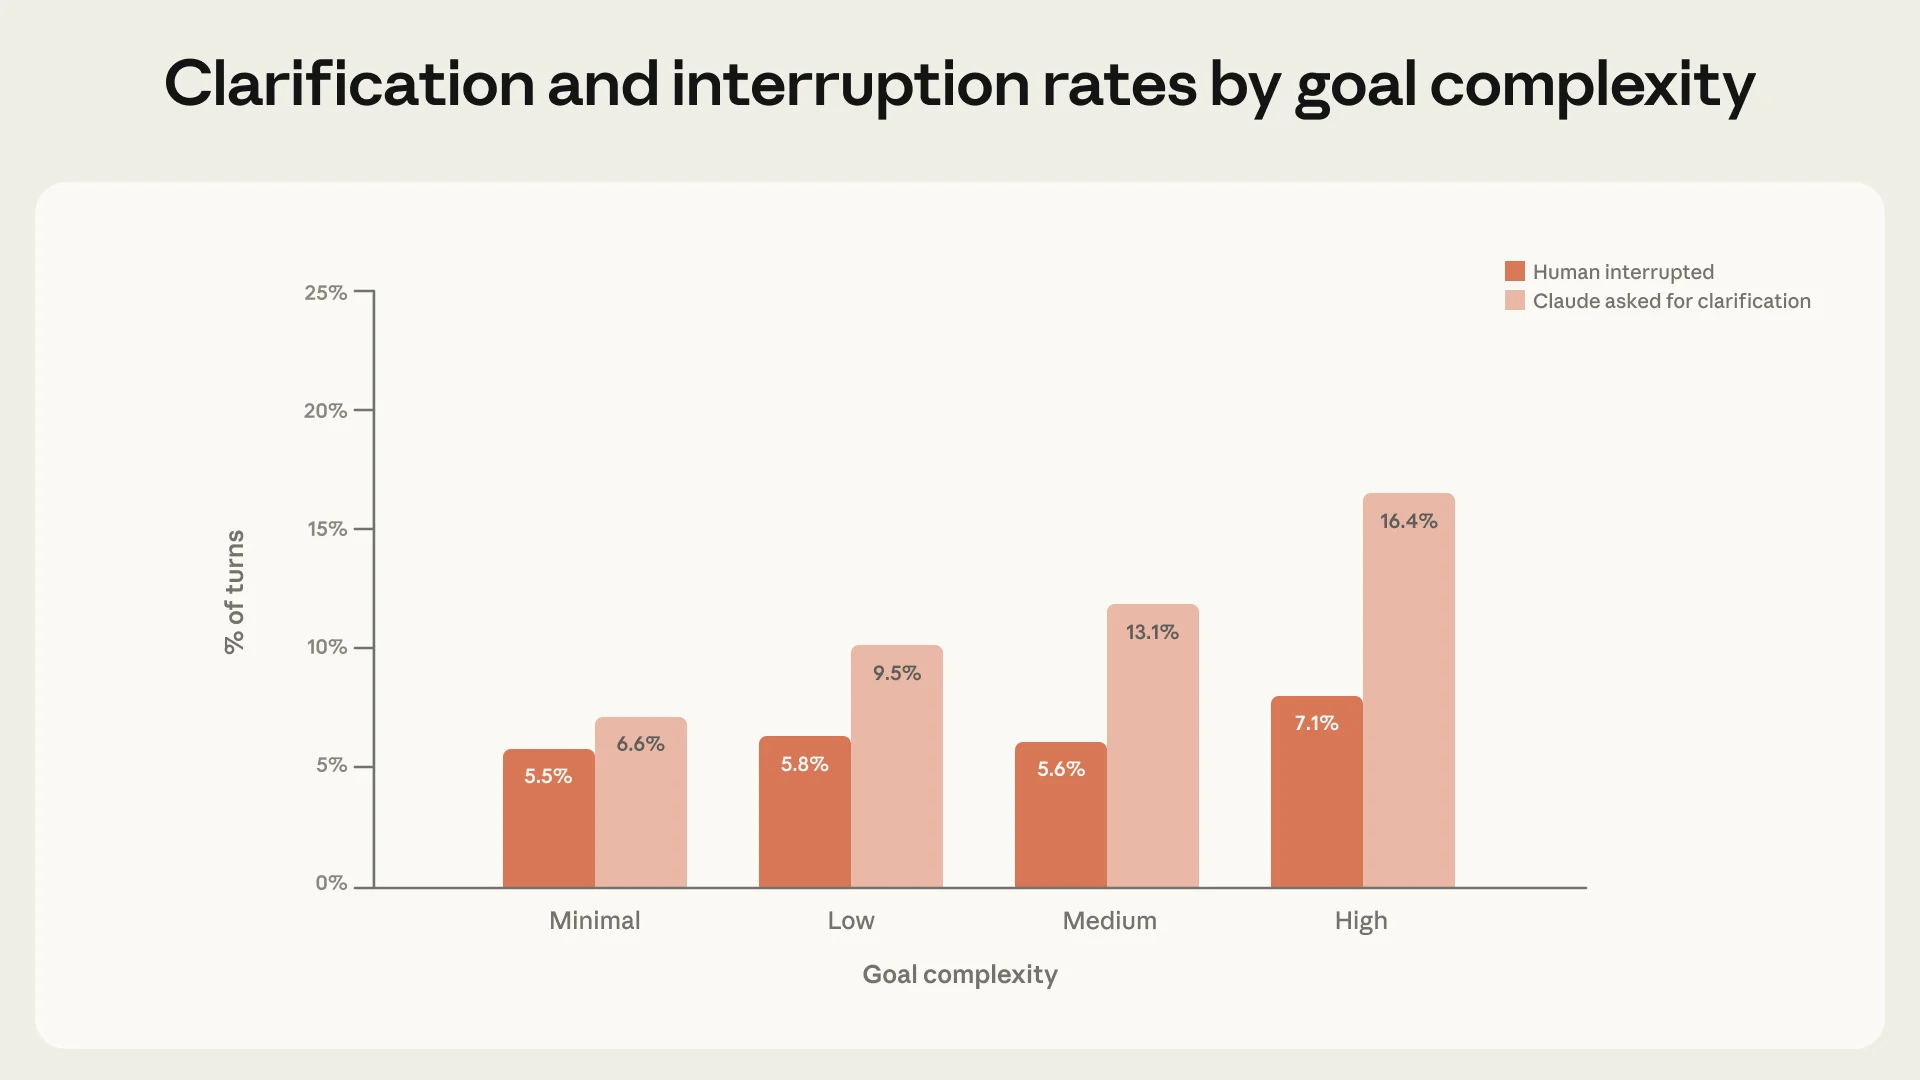 Clarification and interruption rates by goal complexity
Human interrupted
Claude asked for clarification
25%
20%
15%
10%
5%
0%
% of turns
5.5%
6.6%
5.8%
9.5%
5.6%
13.1%
7.1%
16.4%
Minimal
Low
Medium
High
Goal complexity